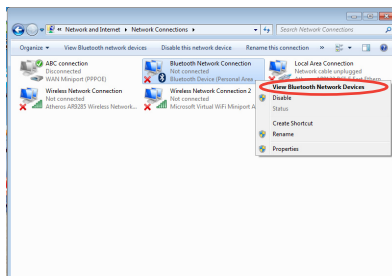 « Network and Internet ▸ Network Connections ▸
Search Network Connections
Organize
View Bluetooth network devices
Disable this network device
Rename this connection
»
ABC connection
Disconnected
WAN Miniport (PPPOE)
Bluetooth Network Connection
Not connected
Bluetooth Device (Personal Area ...
Local Area Connection
Network cable unplugged
Wireless Network Connection
Not connected
Atheros AR9285 Wireless Network...
Wireless Network Connection 2
Not connected
Microsoft Virtual WiFi Miniport A...
View Bluetooth Network Devices
Disable
Status
Create Shortcut
Rename
Properties